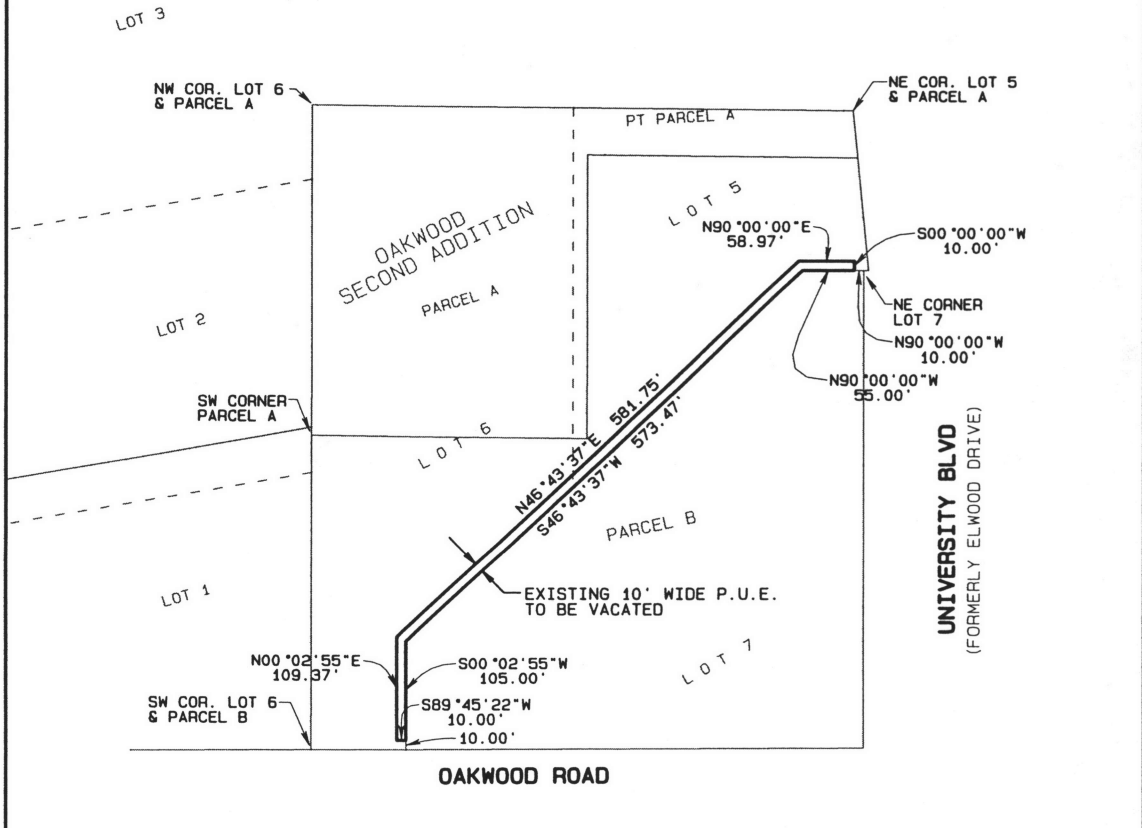 LOT 3
NW COR. LOT 6
& PARCEL A
NE COR. LOT 5
& PARCEL A
PT PARCEL A
LOT 5
OAKWOOD
SECOND ADDITION
PARCEL A
N90°00'00"E
58.97'
S00°00'00"W
10.00'
NE CORNER
LOT 7
N90°00'00"W
10.00'
N90°00'00"W
55.00'
LOT 2
SW CORNER
PARCEL A
LOT 6
N46°43'37"E 581.75'
S46°43'37"W 573.47'
PARCEL B
UNIVERSITY BLVD
(FORMERLY ELWOOD DRIVE)
EXISTING 10' WIDE P.U.E.
TO BE VACATED
LOT 1
LOT 7
N00°02'55"E
109.37'
S00°02'55"W
105.00'
S89°45'22"W
10.00'
10.00'
SW COR. LOT 6
& PARCEL B
OAKWOOD ROAD